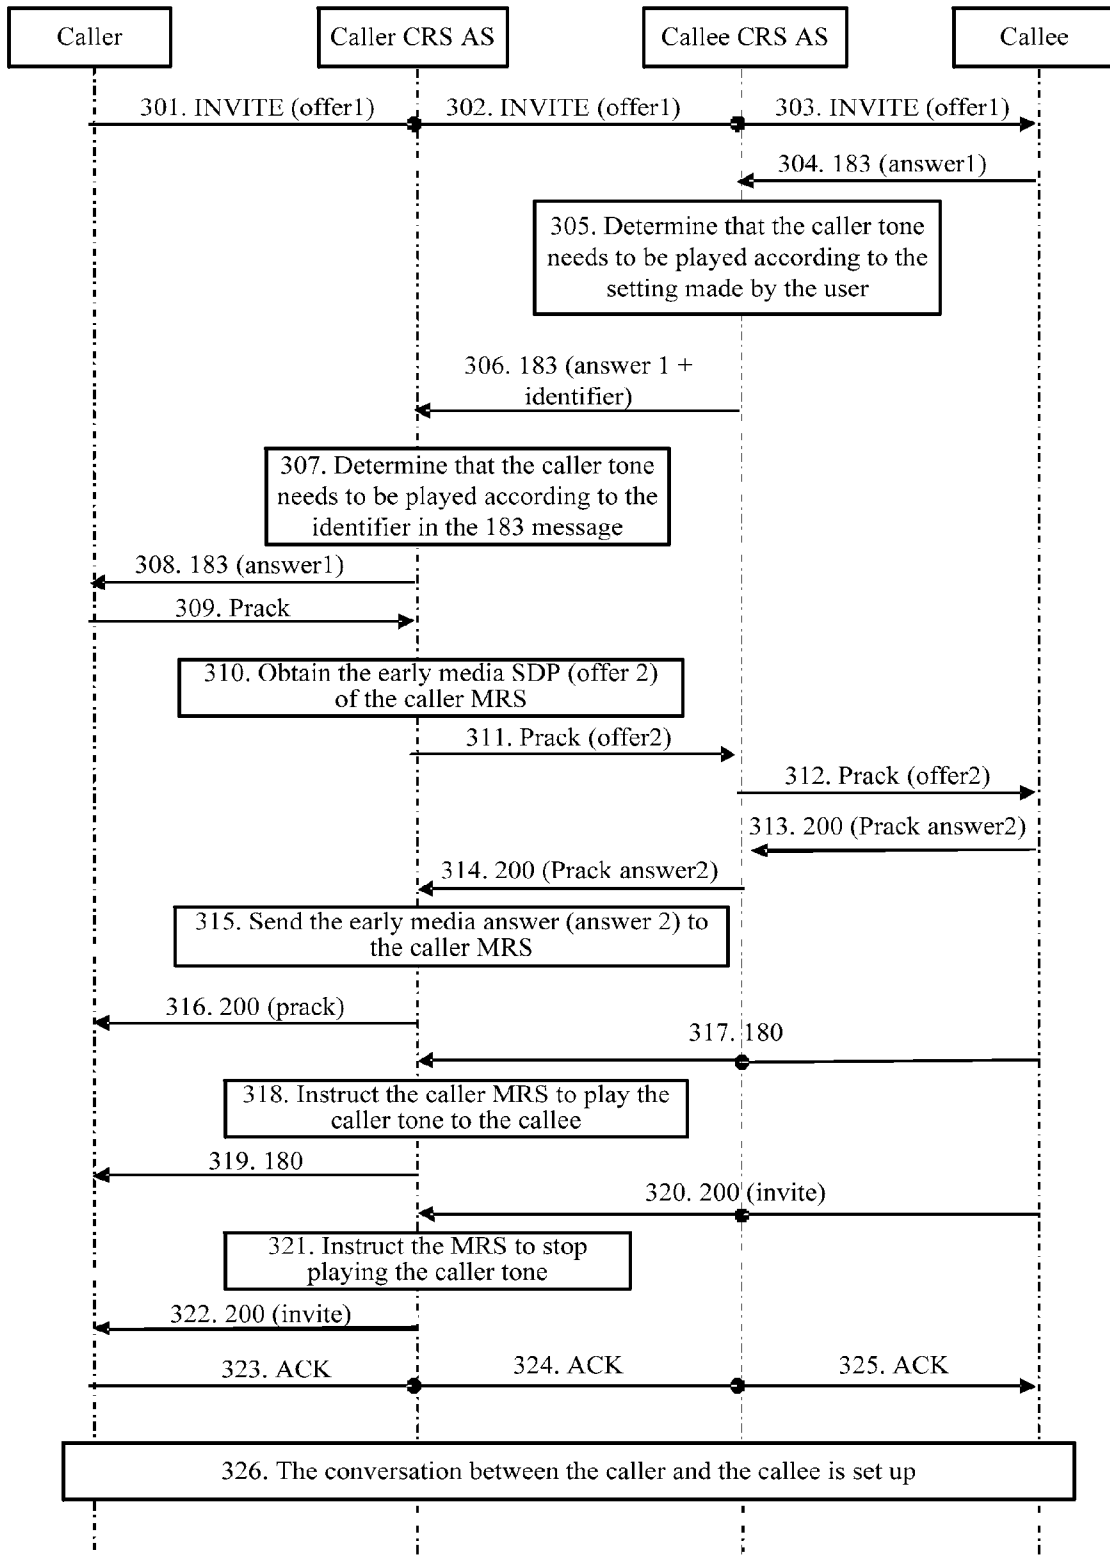 Caller
Caller CRS AS
Callee CRS AS
Callee
301. INVITE (offer1)
302. INVITE (offer1)
303. INVITE (offer1)
304. 183 (answer1)
305. Determine that the caller tone
needs to be played according to the
setting made by the user
306. 183 (answer 1 +
identifier)
307. Determine that the caller tone
needs to be played according to the
identifier in the 183 message
308. 183 (answer1)
309. Prack
310. Obtain the early media SDP (offer 2)
of the caller MRS
311. Prack (offer2)
312. Prack (offer2)
313. 200 (Prack answer2)
314. 200 (Prack answer2)
315. Send the early media answer (answer 2) to
the caller MRS
316. 200 (prack)
317. 180
318. Instruct the caller MRS to play the
caller tone to the callee
319. 180
320. 200 (invite)
321. Instruct the MRS to stop
playing the caller tone
322. 200 (invite)
323. ACK
324. ACK
325. ACK
326. The conversation between the caller and the callee is set up